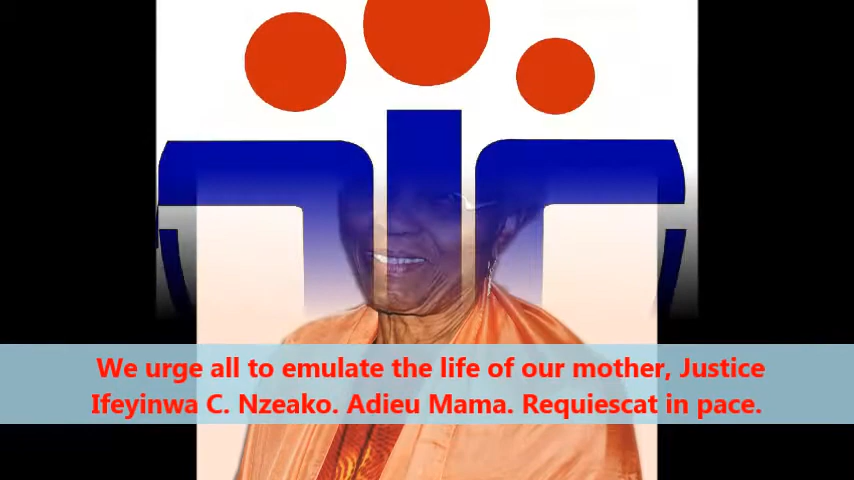 We urge all to emulate the life of our mother, Justice
Ifeyinwa C. Nzeako. Adieu Mama. Requiescat in pace.